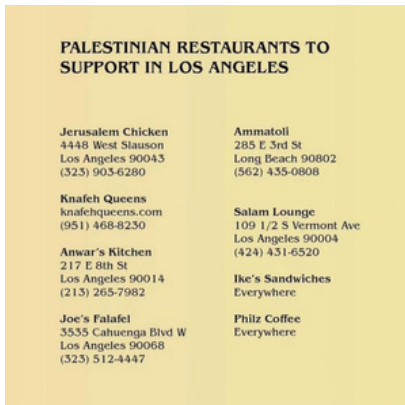 PALESTINIAN RESTAURANTS TO
SUPPORT IN LOS ANGELES
Jerusalem Chicken
4448 West Slauson
Los Angeles 90043
(323) 903-6280
Knafeh Queens
knafehqueens.com
(951) 468-8230
Anwar's Kitchen
217 E 8th St
Los Angeles 90014
(213) 265-7982
Joe's Falafel
3535 Cahuenga Blvd W
Los Angeles 90068
(323) 512-4447
Ammatoli
285 E 3rd St
Long Beach 90802
(562) 435-0808
Salam Lounge
109 1/2 S Vermont Ave
Los Angeles 90004
(424) 431-6520
Ike's Sandwiches
Everywhere
Philz Coffee
Everywhere